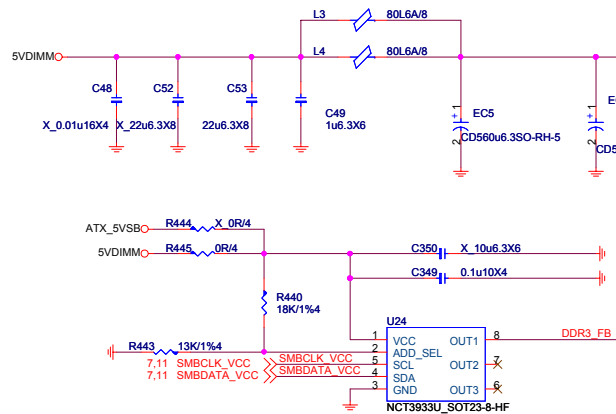 L3 80L6A/8
L4 80L6A/8
5VDIMM
C48 C52 C53 C49
X_0.01u16X4 X_22u6.3X8 22u6.3X8 1u6.3X6
1
+
2
EC5
CD560u6.3SO-RH-5
1
+
2
E
CD5
ATX_5VSB R444 X_0R/4
5VDIMM R445 0R/4
C350 X_10u6.3X6
C349 0.1u10X4
R440
18K/1%4
R443 13K/1%4
U24
1 VCC OUT1 8 DDR3_FB
2 ADD_SEL
7,11 SMBCLK_VCC SMBCLK_VCC 5 SCL OUT2 7
7,11 SMBDATA_VCC SMBDATA_VCC 4 SDA
3 GND OUT3 6
NCT3933U_SOT23-8-HF